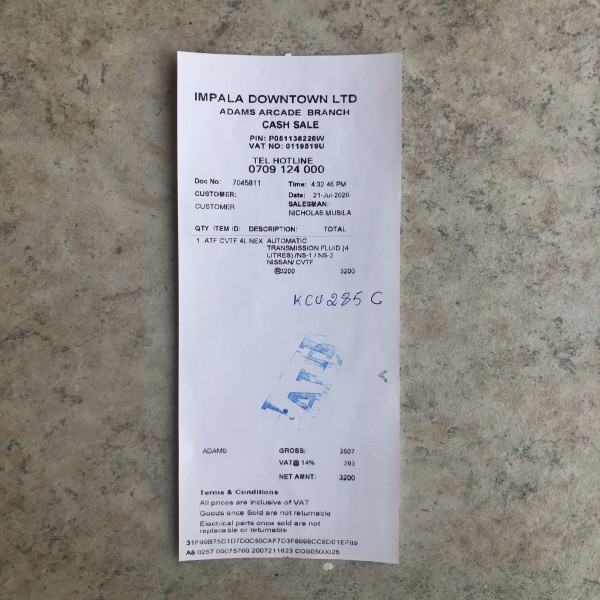 IMPALA DOWNTOWN LTD
ADAMS ARCADE BRANCH
CASH SALE
PIN: P051138226W
VAT NO: 0119819U
TEL HOTLINE
0709 124 000
Doc No: 7045811 Time: 4:32:46 PM
CUSTOMER: Date: 21-Jul-2020
CUSTOMER SALESMAN:
NICHOLAS MUSILA
QTY ITEM ID: DESCRIPTION: TOTAL
1 ATF CVTF 4L NEX AUTOMATIC
TRANSMISSION FLUID (4
LITRES) /NS-1 / NS-2
NISSAN/ CVTF
@3200 3200
KCU 285 C
PAID
ADAMS GROSS: 2807
VAT@ 14% 393
NET AMNT: 3200
Terms & Conditions
All prices are inclusive of VAT
Goods once Sold are not returnable
Electrical parts once sold are not
replacable or returnable
A8 0257 00075760 2007211623 COS0500025